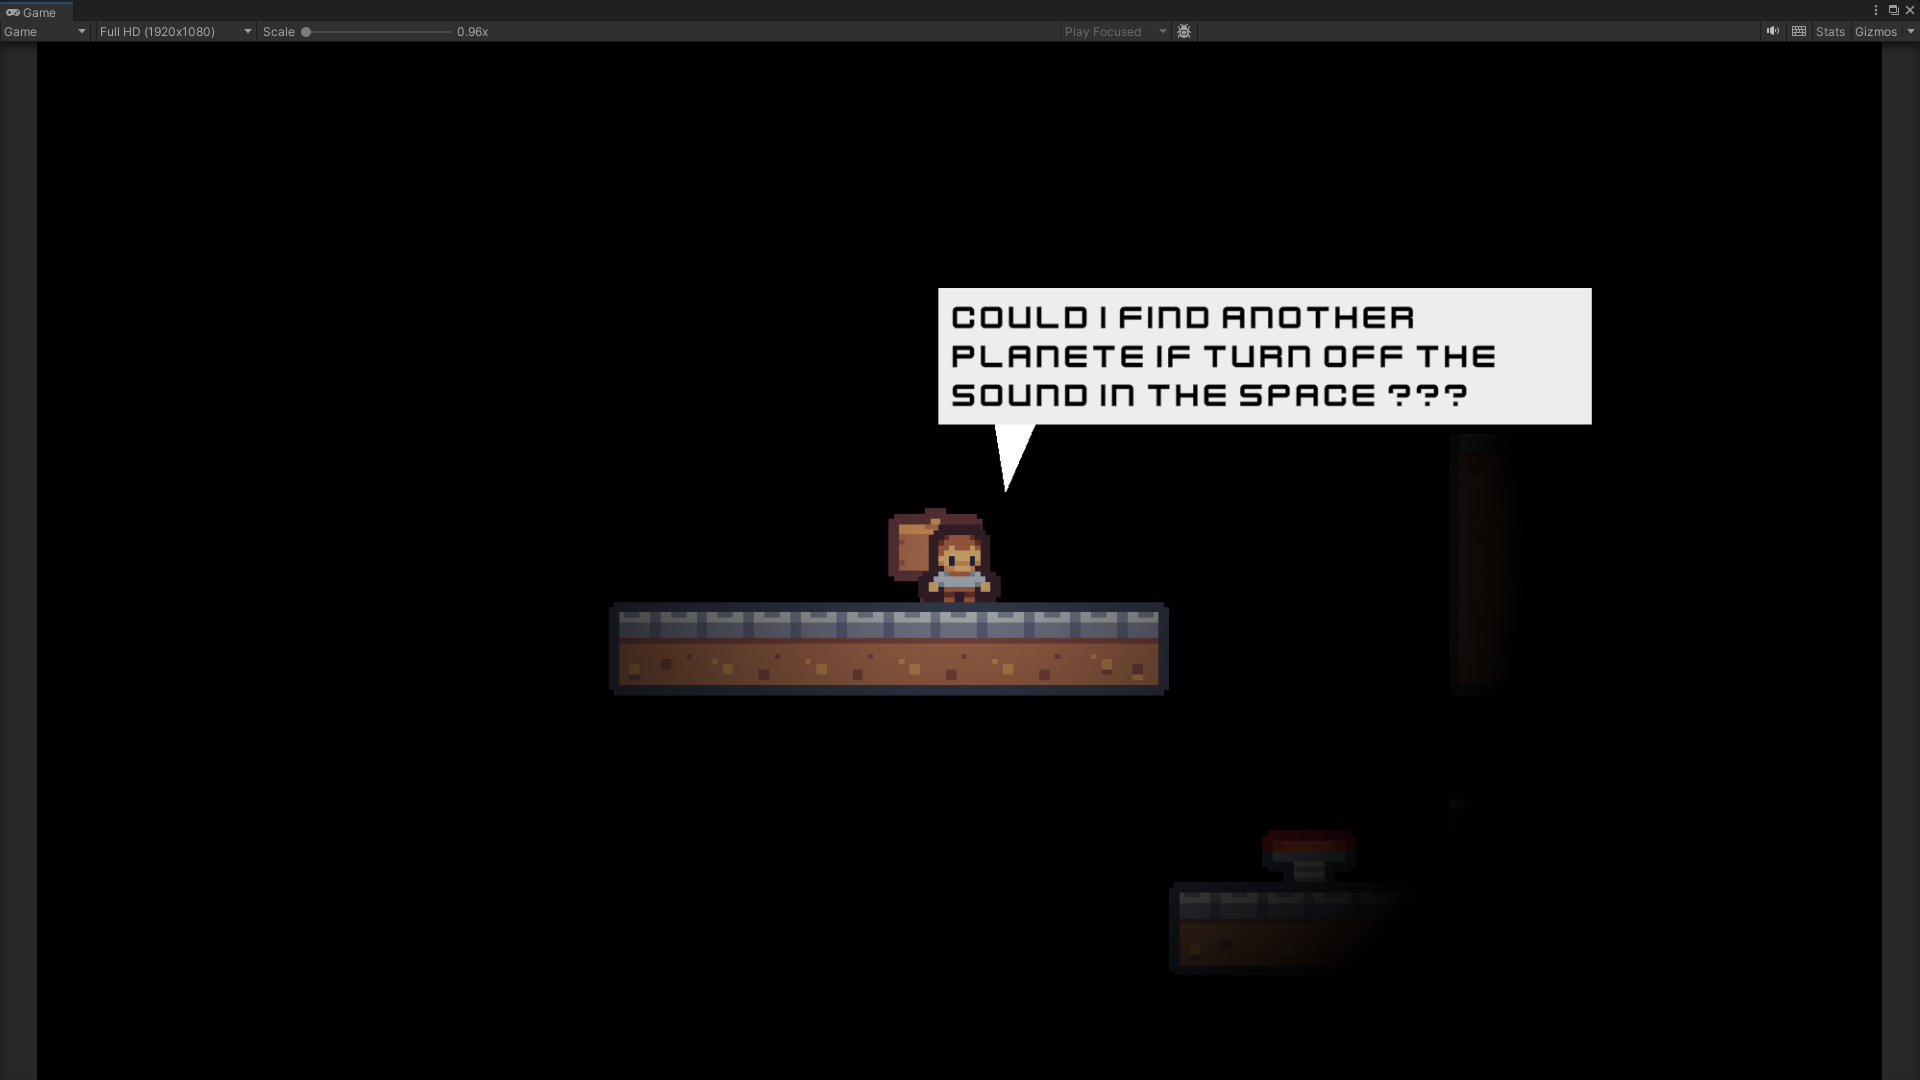 Game
Game
Full HD (1920x1080)
Scale
0.96x
Play Focused
Stats
Gizmos
COULD I FIND ANOTHER
PLANETE IF TURN OFF THE
SOUND IN THE SPACE ???